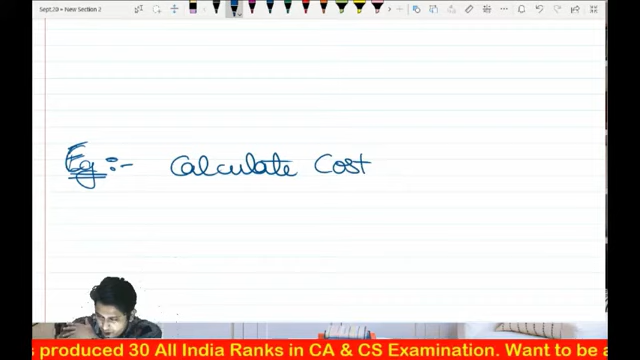 Sept.20 • New Section 2
Eg :- Calculate Cost
s produced 30 All India Ranks in CA & CS Examination. Want to be a